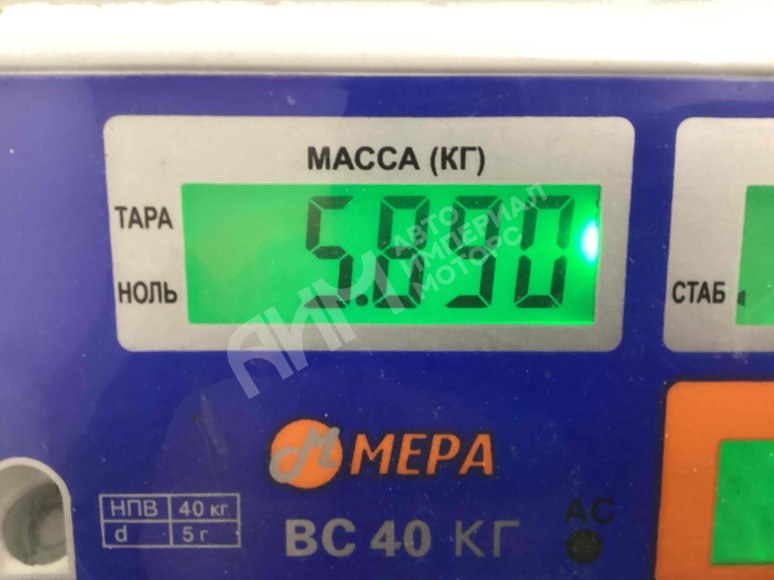 МАССА (КГ)
ТАРА
5.890
НОЛЬ
СТАБ
АВТО
ИМПЕРИАЛ
МОТОРС
АИМ
МЕРА
НПВ 40 кг
d 5 г
ВС 40 КГ
АС